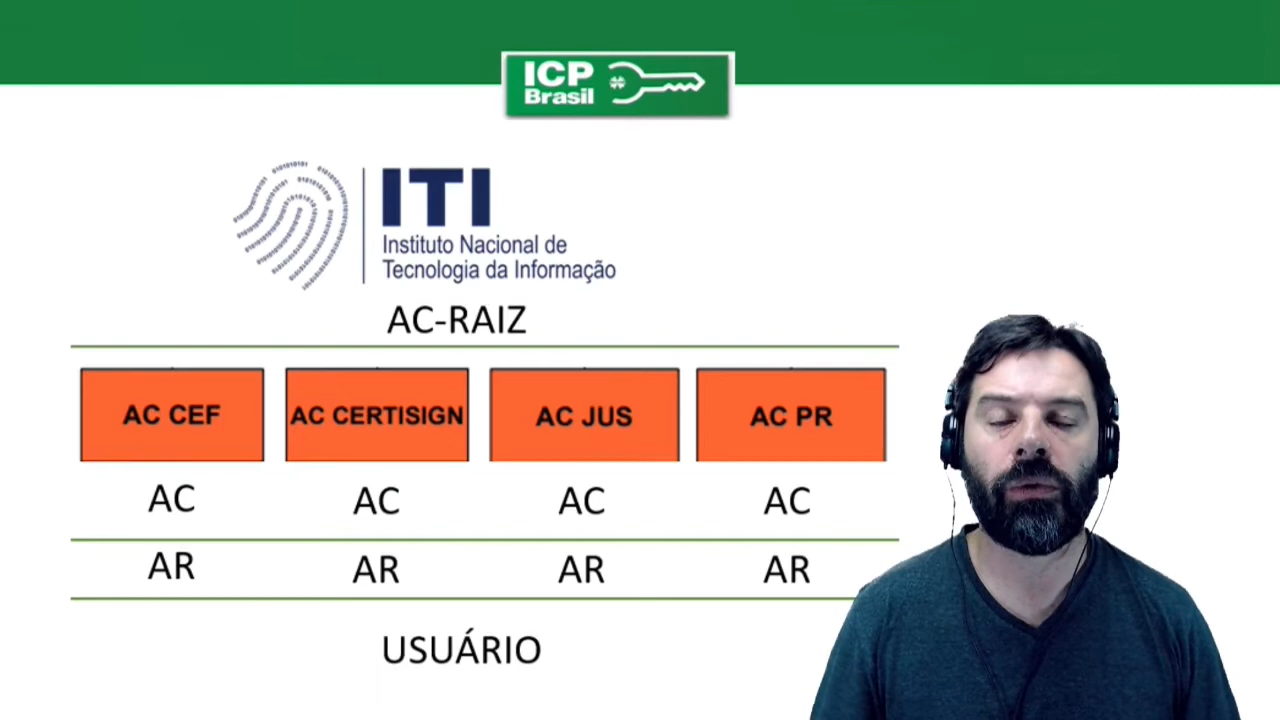 ICP
Brasil
ITI
Instituto Nacional de
Tecnologia da Informação
AC-RAIZ
AC CEF
AC CERTISIGN
AC JUS
AC PR
AC
AC
AC
AC
AR
AR
AR
AR
USUÁRIO